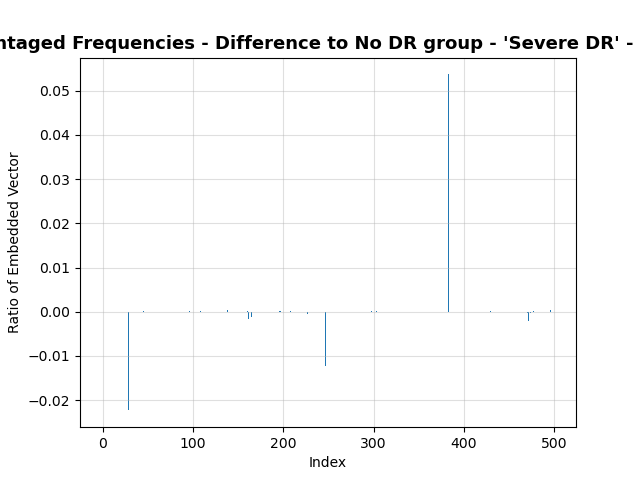 ntaged Frequencies - Difference to No DR group - 'Severe DR' -
0.05
0.04
0.03
0.02
0.01
0.00
−0.01
−0.02
Ratio of Embedded Vector
0 100 200 300 400 500
Index